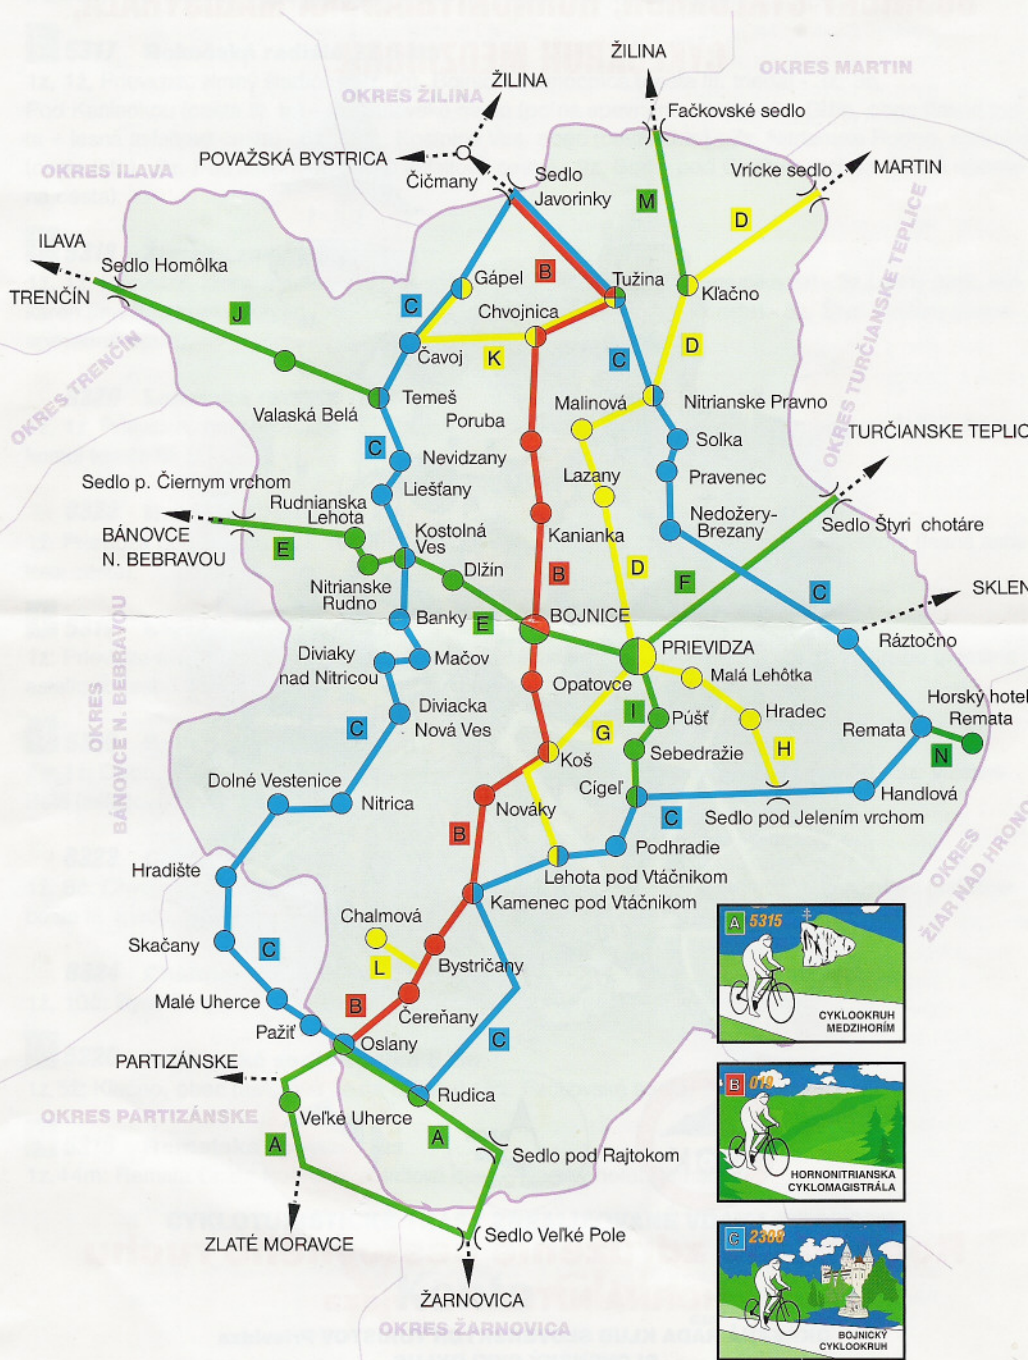 ŽILINA
OKRES MARTIN
ŽILINA
OKRES ŽILINA
Fačkovské sedlo
POVAŽSKÁ BYSTRICA
Čičmany
Sedlo
Javorinky
Vrícke sedlo
MARTIN
OKRES ILAVA
M
D
ILAVA
TRENČÍN
Sedlo Homôlka
Gápel
B
Tužina
Kľačno
OKRES TURČIANSKE TEPLICE
J
C
Chvojnica
Čavoj
K
C
D
OKRES TRENČÍN
Valaská Belá
Temeš
Malinová
Nitrianske Pravno
Poruba
TURČIANSKE TEPLIC
C
Nevidzany
Solka
Lazany
Pravenec
Sedlo p. Čiernym vrchom
Liešťany
Rudnianska
Lehota
Nedožery-
Brezany
Sedlo Štyri chotáre
BÁNOVCE
N. BEBRAVOU
E
Kostolná
Ves
Kanianka
Nitrianske
Rudno
Dlžín
B
D
F
C
SKLEN
Banky
E
BOJNICE
PRIEVIDZA
Ráztočno
OKRES
BÁNOVCE N. BEBRAVOU
Diviaky
nad Nitricou
Mačov
Opatovce
Malá Lehôtka
Horský hotel
Remata
C
Diviacka
Nová Ves
I
Púšť
Hradec
Remata
G
H
N
Koš
Sebedražie
Dolné Vestenice
Nitrica
Nováky
Cígeľ
C
Sedlo pod Jelením vrchom
Handlová
B
Podhradie
OKRES
ŽIAR NAD HRONO
Hradište
Lehota pod Vtáčnikom
Kamenec pod Vtáčnikom
Chalmová
Skačany
C
L
Bystričany
A 5315
CYKLOOKRUH
MEDZIHORÍM
Malé Uherce
B
Čereňany
Pažiť
Oslany
C
PARTIZÁNSKE
Rudica
B 019
HORNONITRIANSKA
CYKLOMAGISTRÁLA
OKRES PARTIZÁNSKE
Veľké Uherce
A
A
Sedlo pod Rajtokom
ZLATÉ MORAVCE
Sedlo Veľké Pole
C
BOJNICKÝ
CYKLOOKRUH
ŽARNOVICA
OKRES ŽARNOVICA